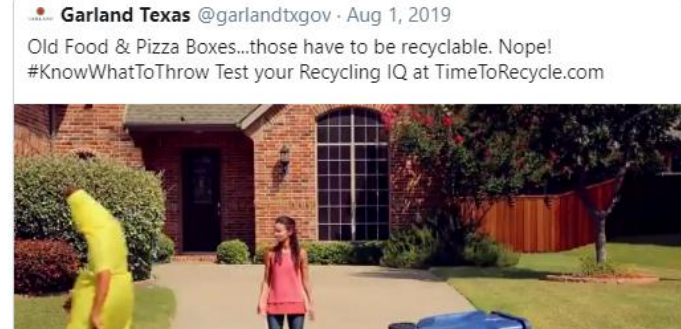 Garland Texas @garlandtxgov · Aug 1, 2019
Old Food & Pizza Boxes...those have to be recyclable. Nope!
#KnowWhatToThrow Test your Recycling IQ at TimeToRecycle.com